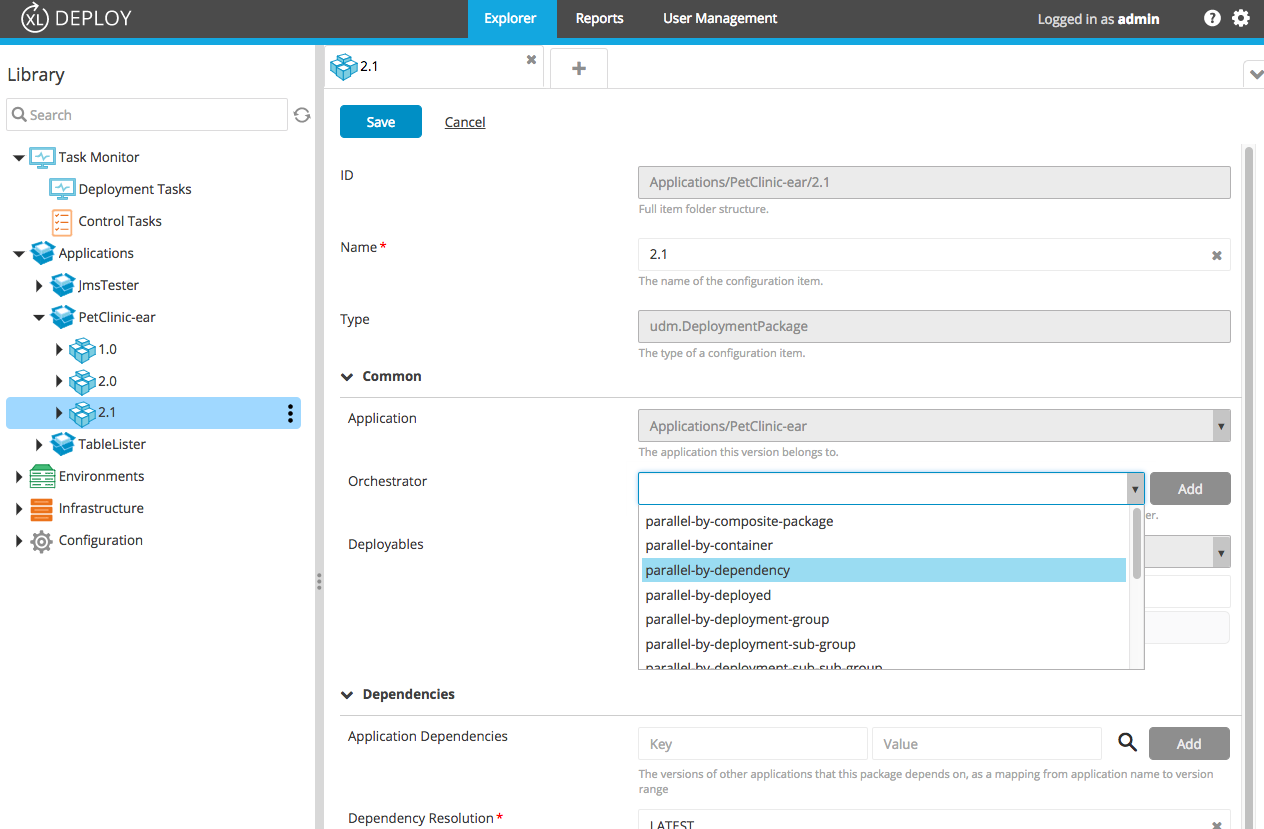 XL DEPLOY
Explorer
Reports
User Management
Logged in as admin
?
Library
Search
Task Monitor
Deployment Tasks
Control Tasks
Applications
JmsTester
PetClinic-ear
1.0
2.0
2.1
TableLister
Environments
Infrastructure
Configuration
2.1
+
Save Cancel
ID
Applications/PetClinic-ear/2.1
Full item folder structure.
Name*
2.1
The name of the configuration item.
Type
udm.DeploymentPackage
The type of a configuration item.
Common
Application
Applications/PetClinic-ear
The application this version belongs to.
Orchestrator
Add
er.
parallel-by-composite-package
parallel-by-container
parallel-by-dependency
parallel-by-deployed
parallel-by-deployment-group
parallel-by-deployment-sub-group
parallel-by-deployment-sub-sub-group
Deployables
Dependencies
Application Dependencies
Key
Value
Add
The versions of other applications that this package depends on, as a mapping from application name to version
range
Dependency Resolution*
LATEST